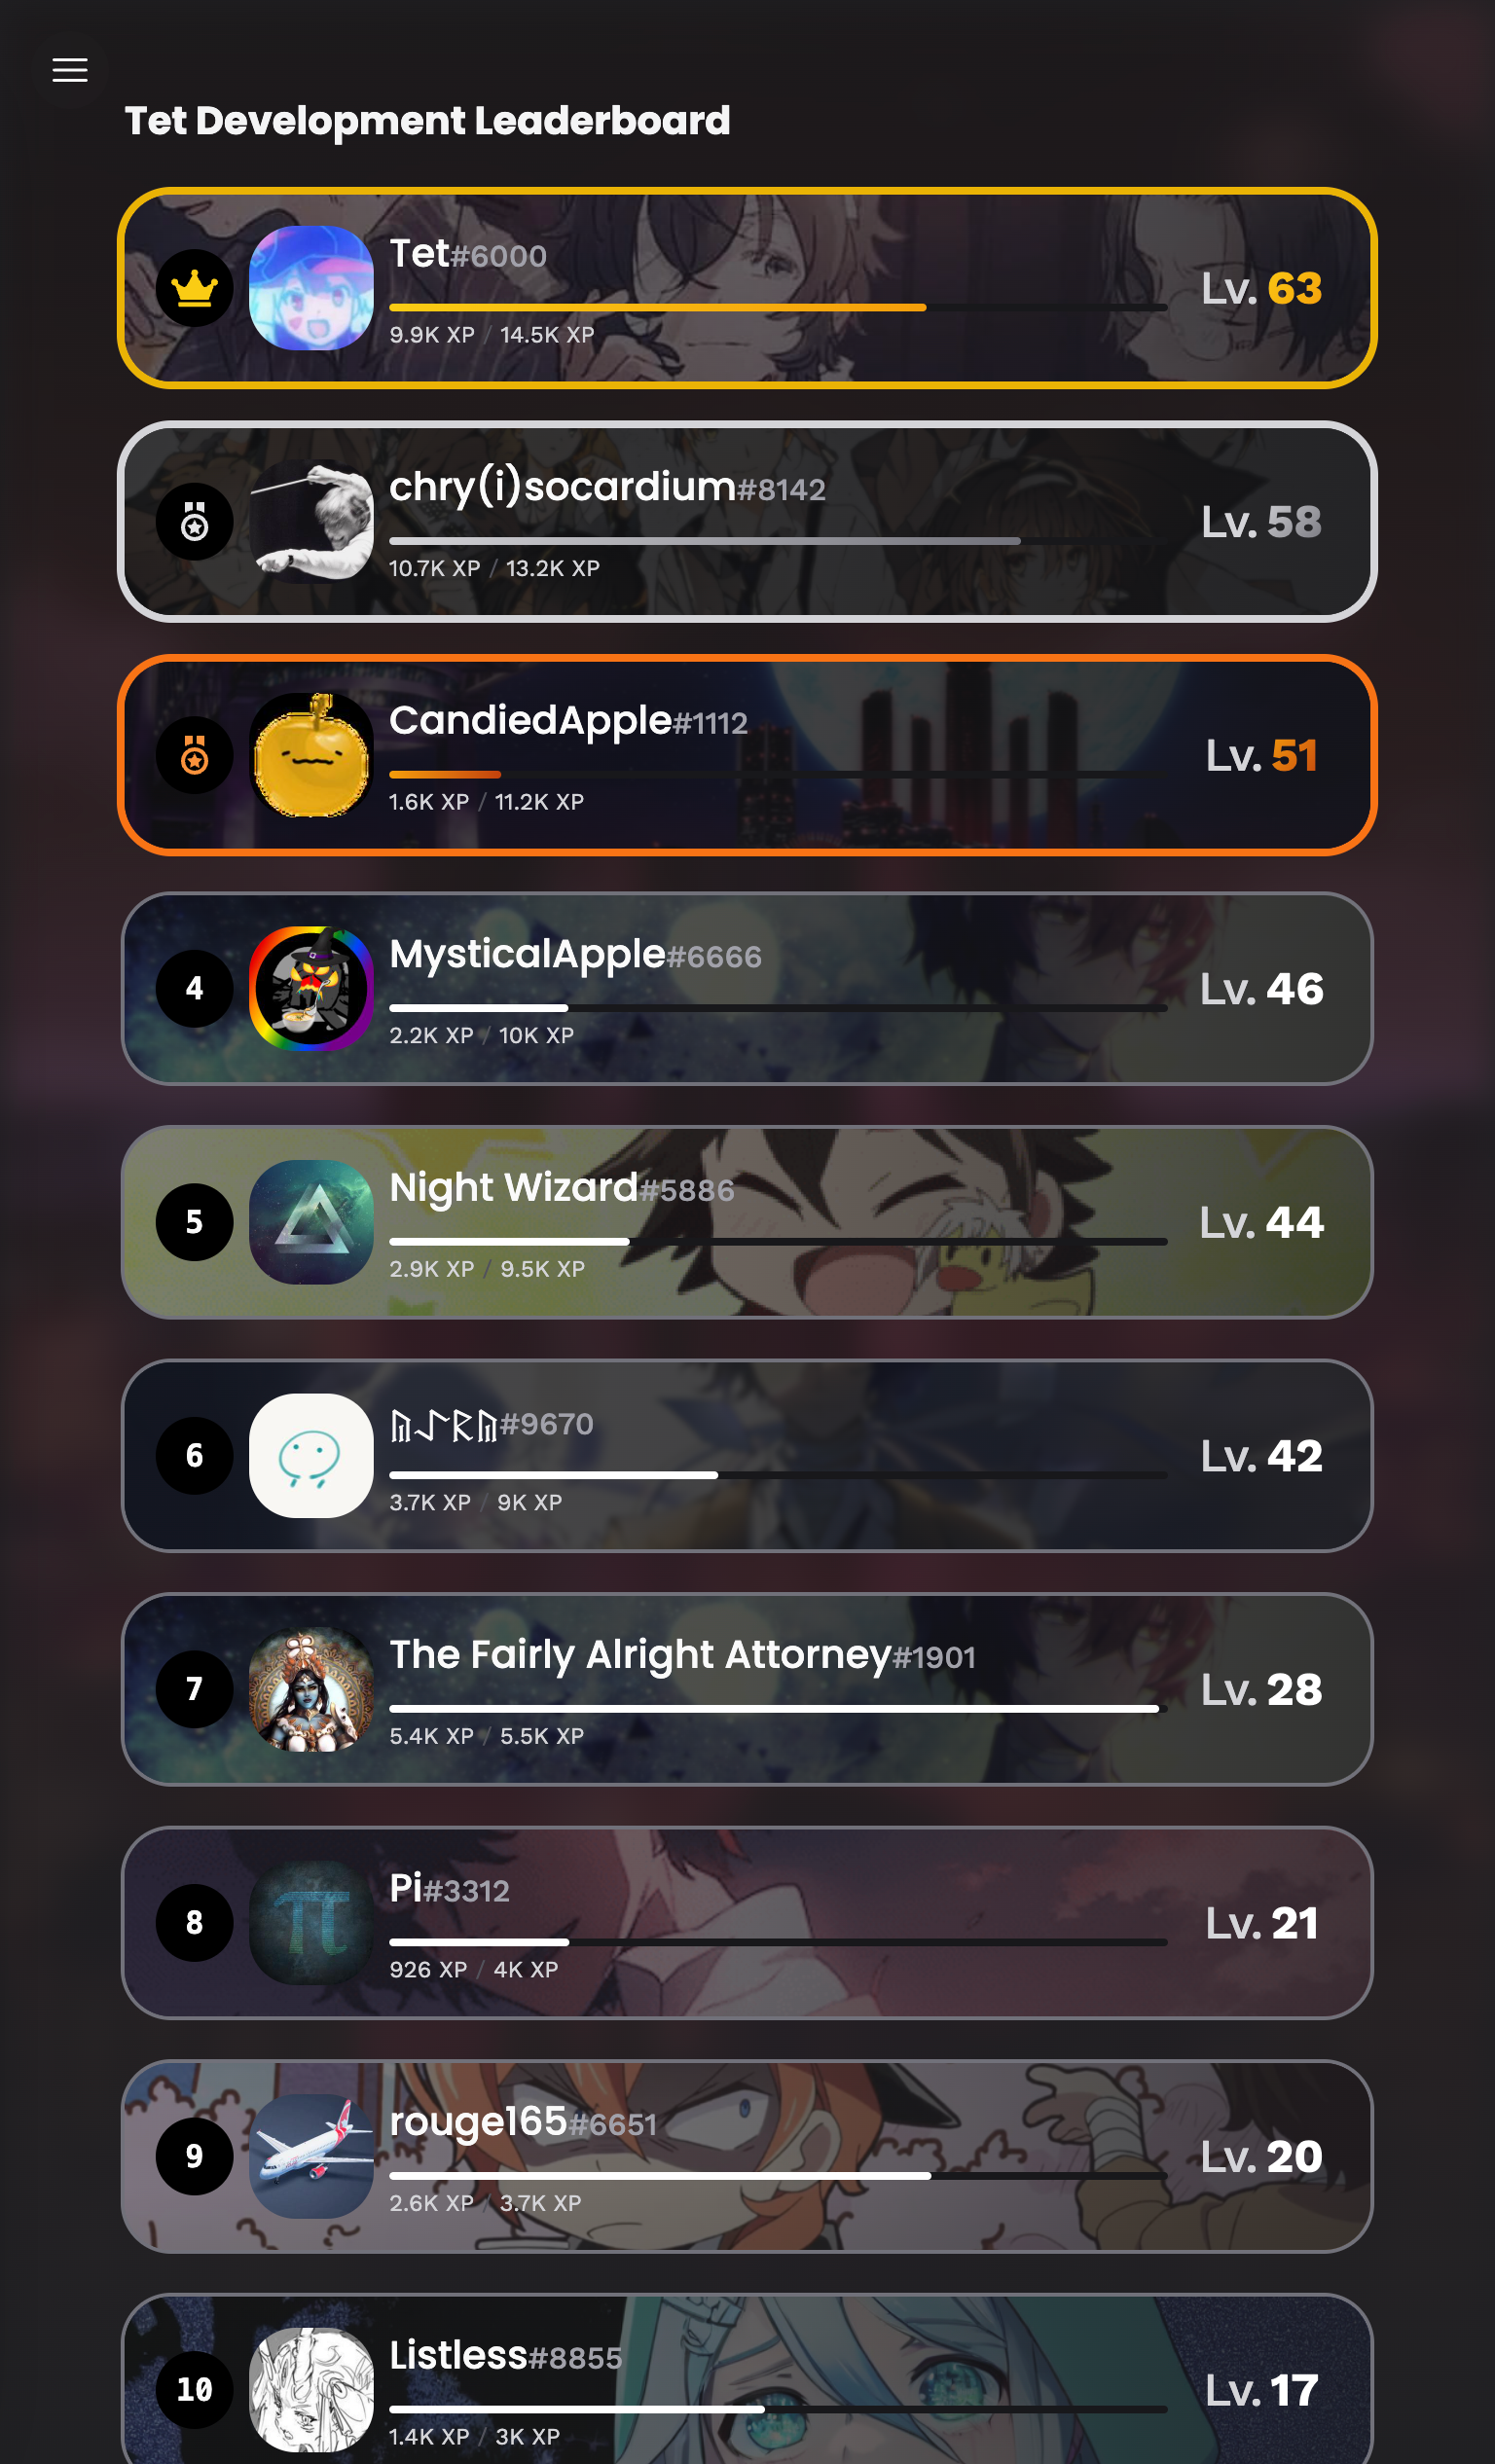 Tet Development Leaderboard
Tet#6000
9.9K XP / 14.5K XP
Lv. 63
chry(i)socardium#8142
10.7K XP / 13.2K XP
Lv. 58
CandiedApple#1112
1.6K XP / 11.2K XP
Lv. 51
4
MysticalApple#6666
2.2K XP / 10K XP
Lv. 46
5
Night Wizard#5886
2.9K XP / 9.5K XP
Lv. 44
6
#9670
3.7K XP / 9K XP
Lv. 42
7
The Fairly Alright Attorney#1901
5.4K XP / 5.5K XP
Lv. 28
8
Pi#3312
926 XP / 4K XP
Lv. 21
9
rouge165#6651
2.6K XP / 3.7K XP
Lv. 20
10
Listless#8855
1.4K XP / 3K XP
Lv. 17